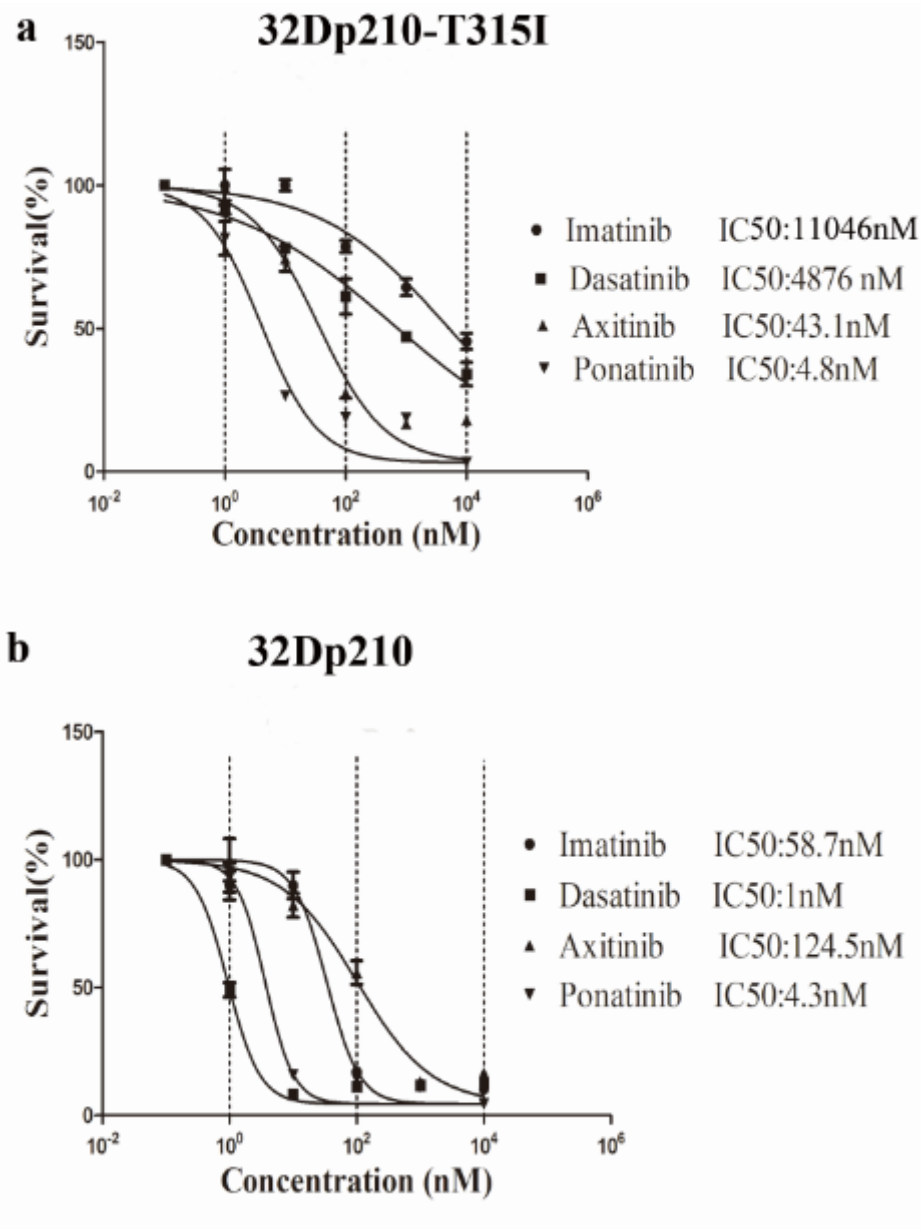 a
32Dp210-T315I
150
100
50
0
Survival(%)
10-2
100
102
104
106
Concentration (nM)
Imatinib IC50:11046nM
Dasatinib IC50:4876 nM
Axitinib IC50:43.1nM
Ponatinib IC50:4.8nM
b
32Dp210
150
100
50
0
Survival(%)
10-2
100
102
104
106
Concentration (nM)
Imatinib IC50:58.7nM
Dasatinib IC50:1nM
Axitinib IC50:124.5nM
Ponatinib IC50:4.3nM